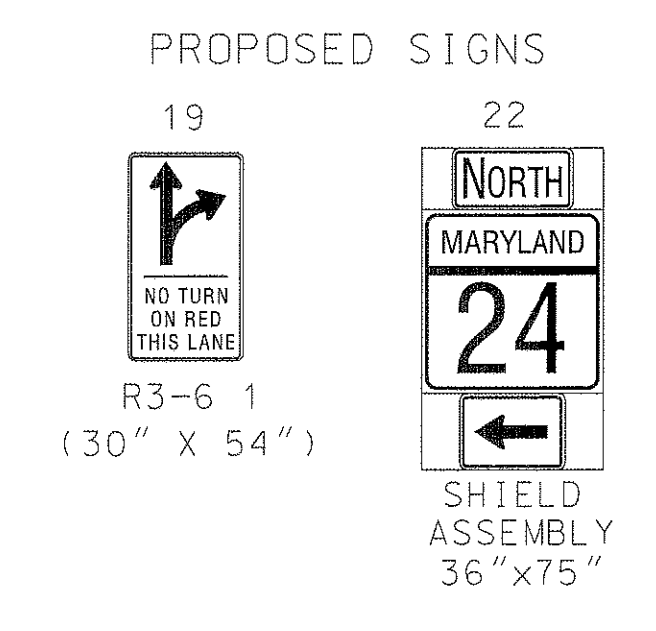 PROPOSED SIGNS
19
NO TURN
ON RED
THIS LANE
R3-6 1
(30" X 54")
22
NORTH
MARYLAND
24
SHIELD
ASSEMBLY
36"x75"